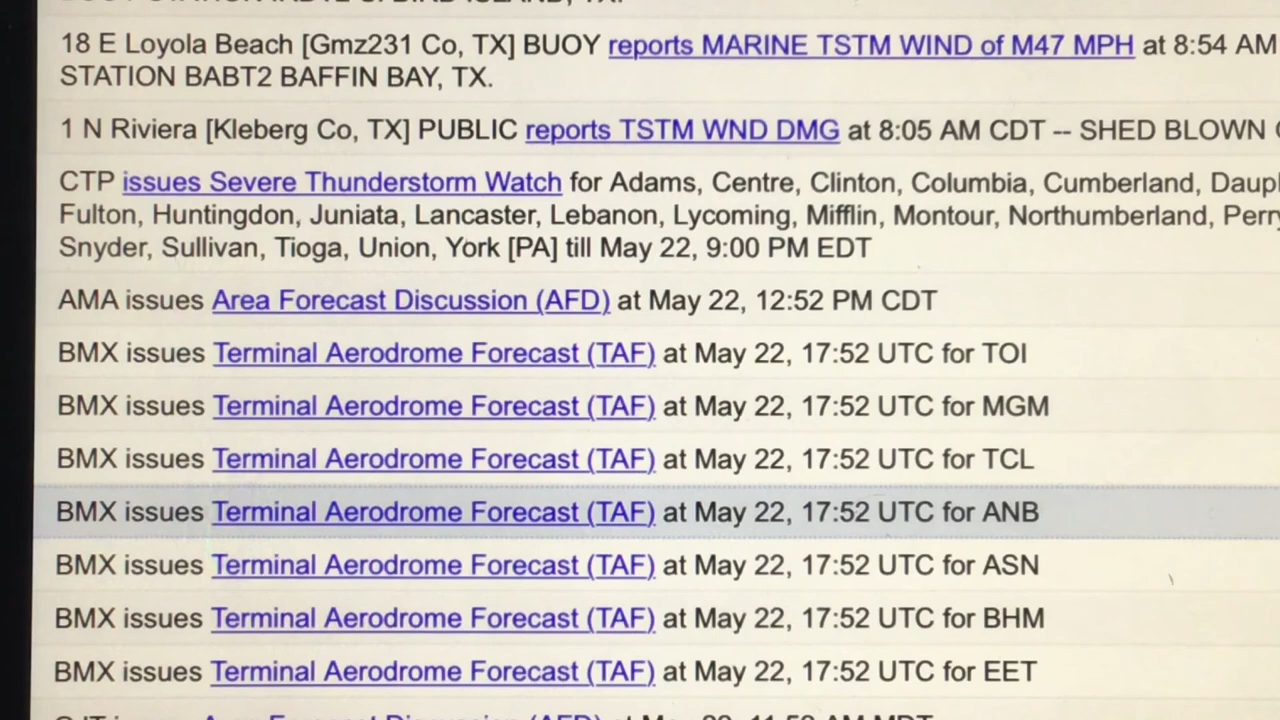 18 E Loyola Beach [Gmz231 Co, TX] BUOY reports MARINE TSTM WIND of M47 MPH at 8:54 AM
STATION BABT2 BAFFIN BAY, TX.
1 N Riviera [Kleberg Co, TX] PUBLIC reports TSTM WND DMG at 8:05 AM CDT -- SHED BLOWN
CTP issues Severe Thunderstorm Watch for Adams, Centre, Clinton, Columbia, Cumberland,
Fulton, Huntingdon, Juniata, Lancaster, Lebanon, Lycoming, Mifflin, Montour, Northumberland, Perry
Snyder, Sullivan, Tioga, Union, York [PA] till May 22, 9:00 PM EDT
AMA issues Area Forecast Discussion (AFD) at May 22, 12:52 PM CDT
BMX issues Terminal Aerodrome Forecast (TAF) at May 22, 17:52 UTC for TOI
BMX issues Terminal Aerodrome Forecast (TAF) at May 22, 17:52 UTC for MGM
BMX issues Terminal Aerodrome Forecast (TAF) at May 22, 17:52 UTC for TCL
BMX issues Terminal Aerodrome Forecast (TAF) at May 22, 17:52 UTC for ANB
BMX issues Terminal Aerodrome Forecast (TAF) at May 22, 17:52 UTC for ASN
BMX issues Terminal Aerodrome Forecast (TAF) at May 22, 17:52 UTC for BHM
BMX issues Terminal Aerodrome Forecast (TAF) at May 22, 17:52 UTC for EET